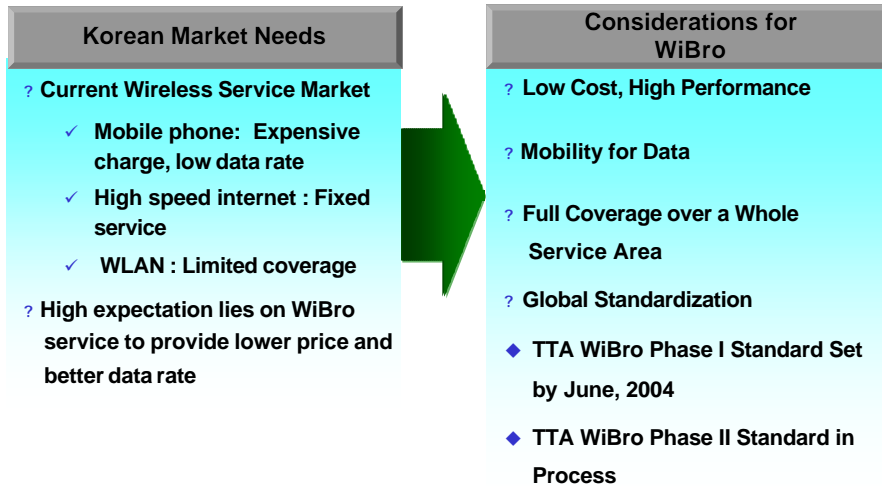 Korean Market Needs
? Current Wireless Service Market
✓ Mobile phone: Expensive
charge, low data rate
✓ High speed internet : Fixed
service
✓ WLAN : Limited coverage
? High expectation lies on WiBro
service to provide lower price and
better data rate
Considerations for
WiBro
? Low Cost, High Performance
? Mobility for Data
? Full Coverage over a Whole
Service Area
? Global Standardization
◆ TTA WiBro Phase I Standard Set
by June, 2004
◆ TTA WiBro Phase II Standard in
Process